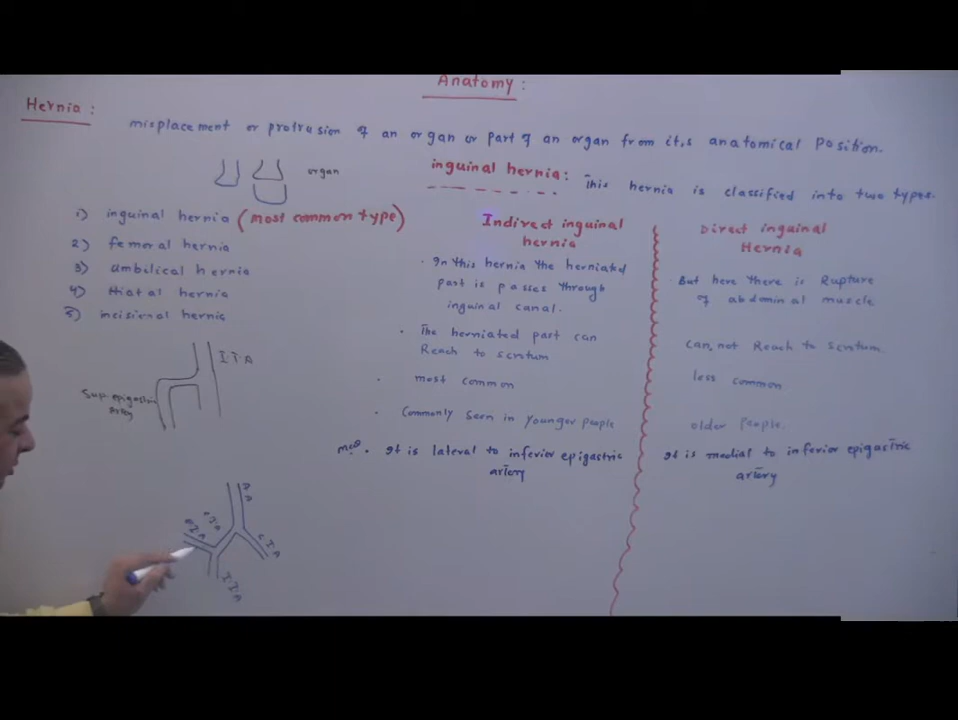 Anatomy:
Hernia:
misplacement or protrusion of an organ or part of an organ from it,s anatomical Position.
organ
inguinal hernia: This hernia is classified into two types.
1) inguinal hernia (most common type)
2) femoral hernia
3) umbilical hernia
4) Hiatal hernia
5) incisional hernia
I.T.A
Sup. epigastric
Artery
A A
C I A
E I A
C I A
I I A
Indirect inguinal
hernia
. In this hernia the herniated
part is passes through
inguinal canal.
. The herniated part can
Reach to scrotum
. most common
. Commonly seen in younger people
. It is lateral to inferior epigastric
artery
Direct inguinal
Hernia
But here there is Rupture
of abdominal muscle
can not Reach to scrotum.
less common
older People.
It is medial to inferior epigastric
artery